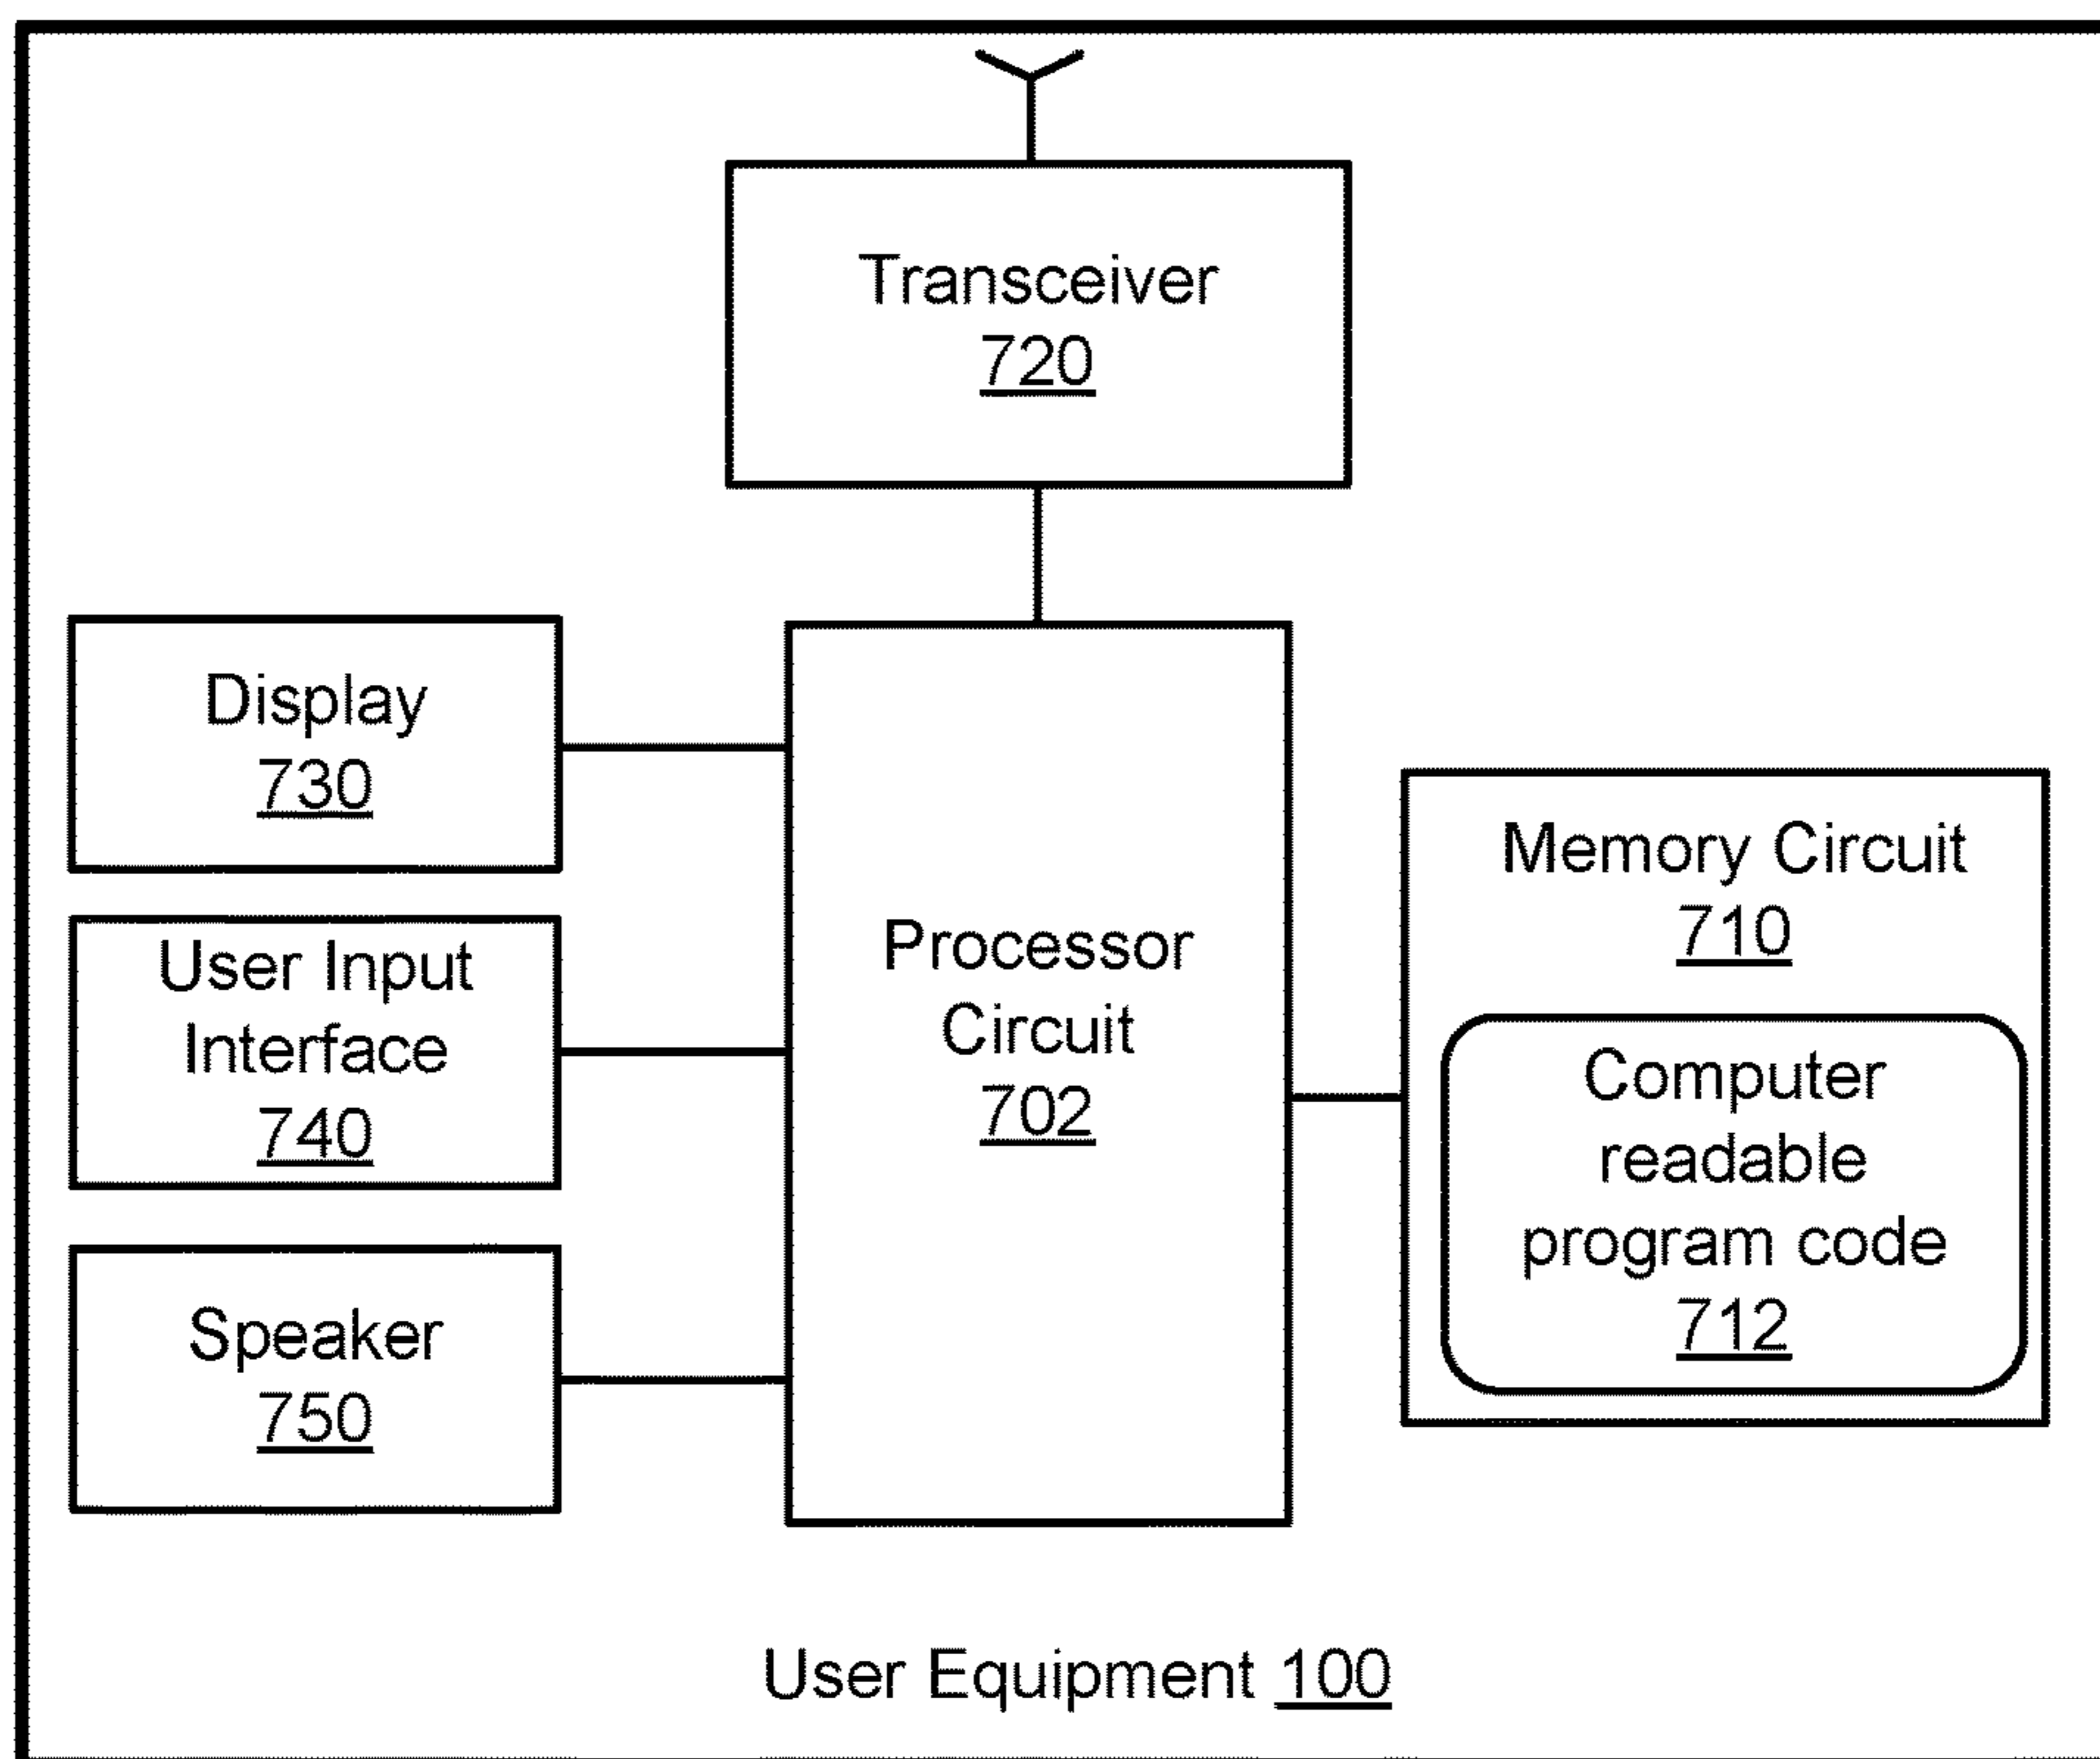 Transceiver
720
Display
730
User Input
Interface
740
Speaker
750
Processor
Circuit
702
Memory Circuit
710
Computer
readable
program code
712
User Equipment 100